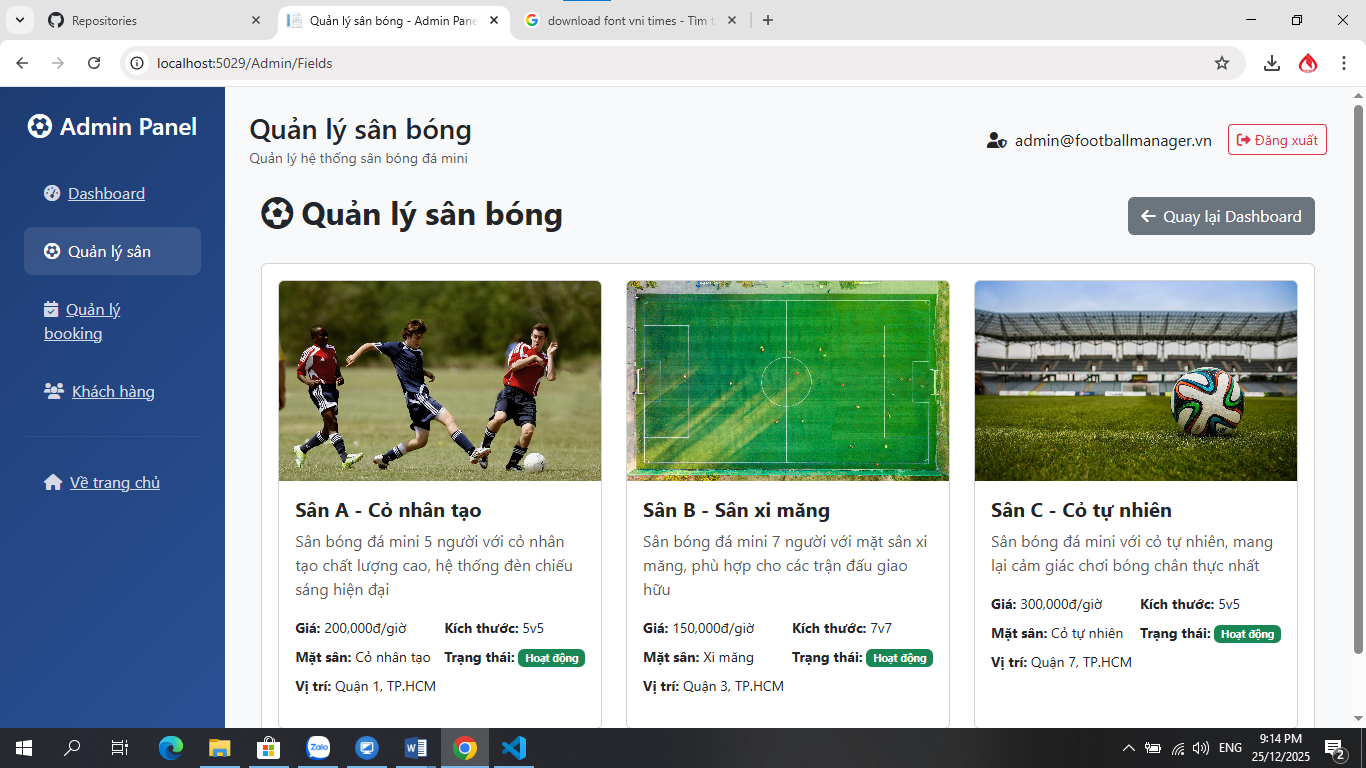 Repositories
Quản lý sân bóng - Admin Pane
download font vni times - Tìm t
localhost:5029/Admin/Fields
Admin Panel
Dashboard
Quản lý sân
Quản lý
booking
Khách hàng
Về trang chủ
Quản lý sân bóng
Quản lý hệ thống sân bóng đá mini
admin@footballmanager.vn
Đăng xuất
Quản lý sân bóng
Quay lại Dashboard
Sân A - Cỏ nhân tạo
Sân bóng đá mini 5 người với cỏ nhân
tạo chất lượng cao, hệ thống đèn chiếu
sáng hiện đại
Giá: 200,000đ/giờ Kích thước: 5v5
Mặt sân: Cỏ nhân tạo Trạng thái: Hoạt động
Vị trí: Quận 1, TP.HCM
Sân B - Sân xi măng
Sân bóng đá mini 7 người với mặt sân xi
măng, phù hợp cho các trận đấu giao
hữu
Giá: 150,000đ/giờ Kích thước: 7v7
Mặt sân: Xi măng Trạng thái: Hoạt động
Vị trí: Quận 3, TP.HCM
Sân C - Cỏ tự nhiên
Sân bóng đá mini với cỏ tự nhiên, mang
lại cảm giác chơi bóng chân thực nhất
Giá: 300,000đ/giờ Kích thước: 5v5
Mặt sân: Cỏ tự nhiên Trạng thái: Hoạt động
Vị trí: Quận 7, TP.HCM
Zalo
ENG
9:14 PM
25/12/2025
2